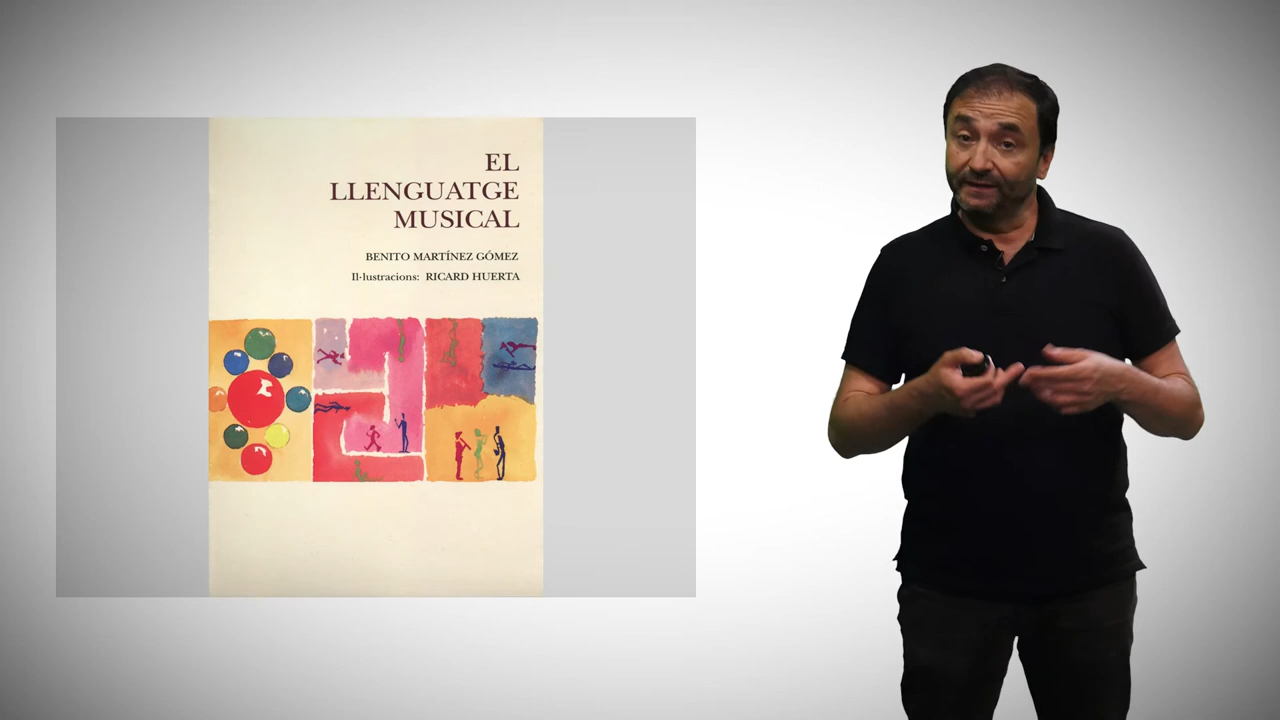 EL
LLENGUATGE
MUSICAL
BENITO MARTÍNEZ GÓMEZ
Il·lustracions: RICARD HUERTA